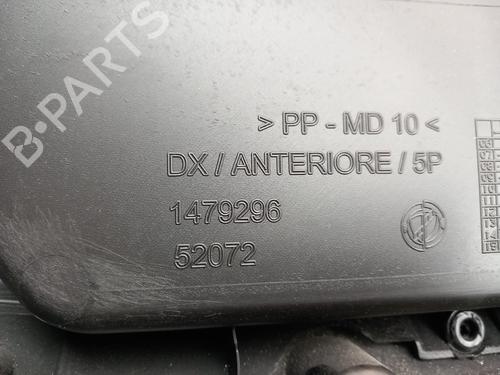 B-PARTS
> PP - MD 10 <
DX / ANTERIORE / 5P
1479296
52072